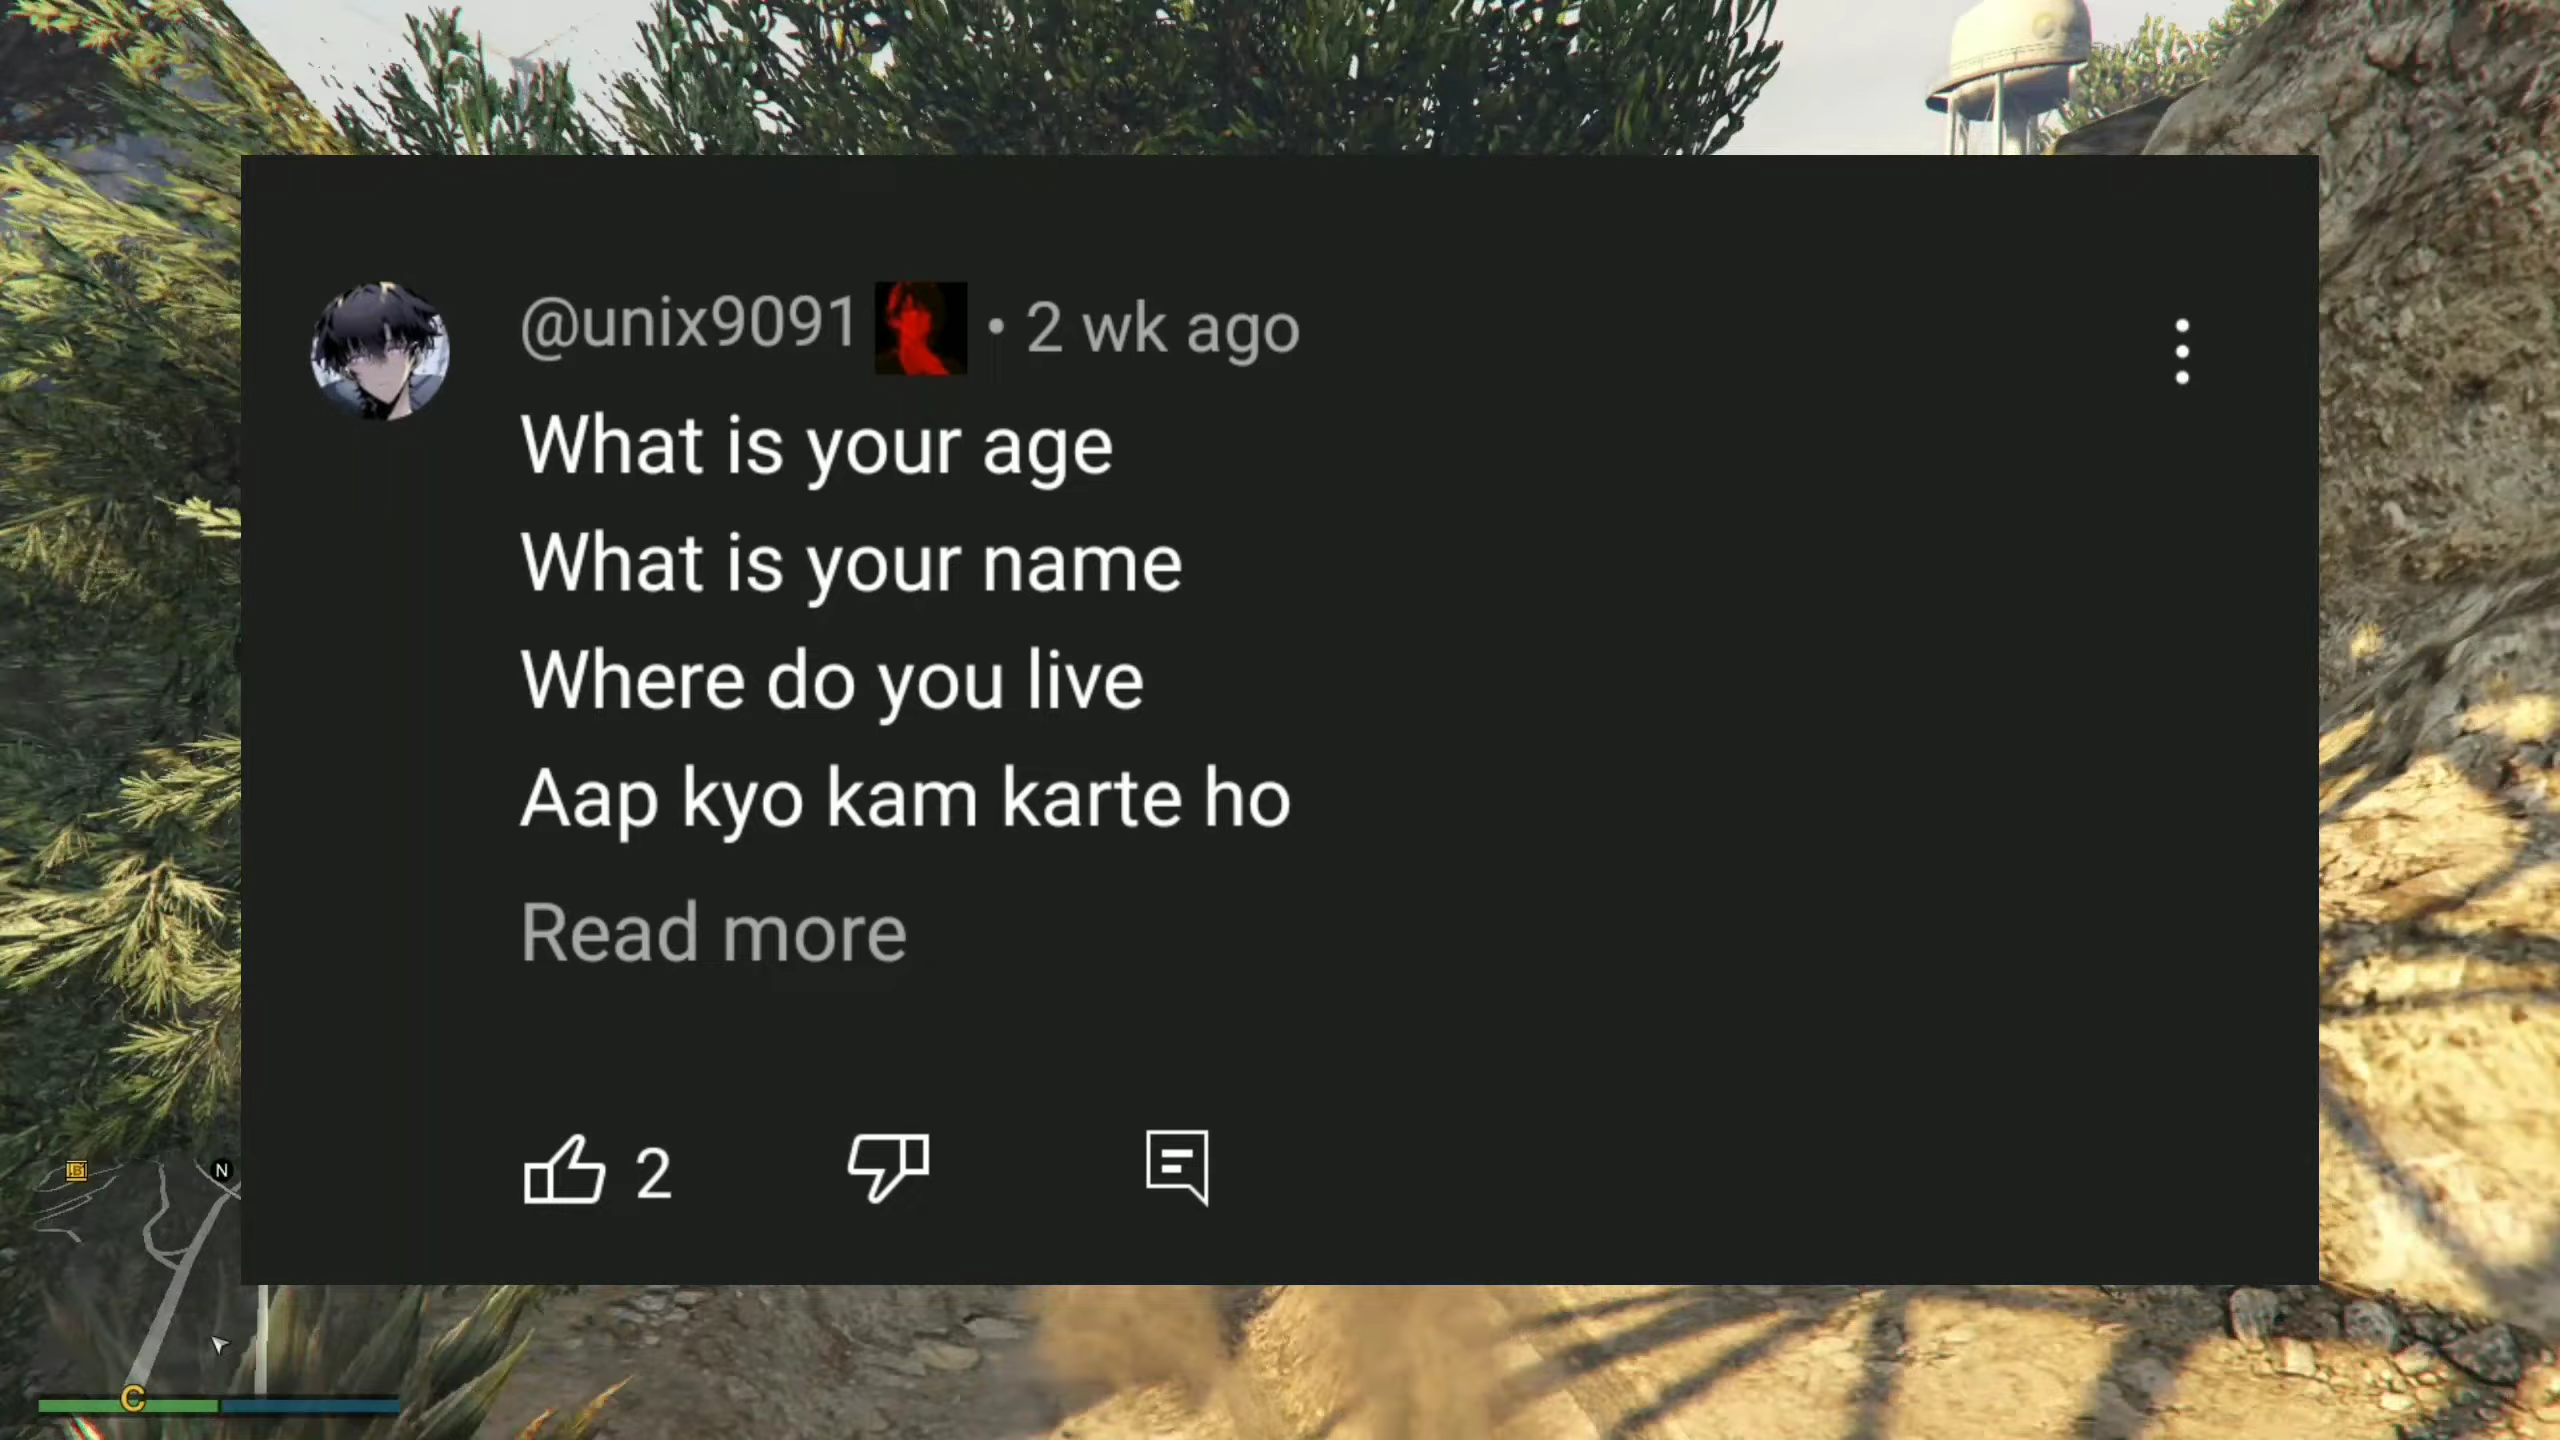 @unix9091 • 2 wk ago
What is your age
What is your name
Where do you live
Aap kyo kam karte ho
Read more
2
N
C